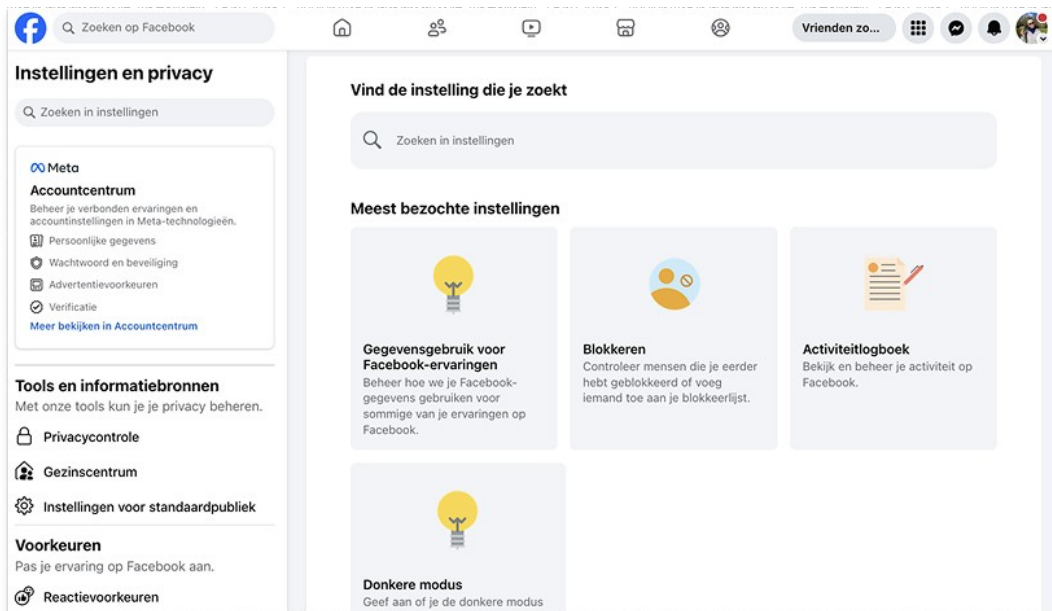 Zoeken op Facebook
Vrienden zo...
Instellingen en privacy
Zoeken in instellingen
Meta
Accountcentrum
Beheer je verbonden ervaringen en
accountinstellingen in Meta-technologieën.
Persoonlijke gegevens
Wachtwoord en beveiliging
Advertentievoorkeuren
Verificatie
Meer bekijken in Accountcentrum
Tools en informatiebronnen
Met onze tools kun je je privacy beheren.
Privacycontrole
Gezinscentrum
Instellingen voor standaardpubliek
Voorkeuren
Pas je ervaring op Facebook aan.
Reactievoorkeuren
Vind de instelling die je zoekt
Zoeken in instellingen
Meest bezochte instellingen
Gegevensgebruik voor
Facebook-ervaringen
Beheer hoe we je Facebook-
gegevens gebruiken voor
sommige van je ervaringen op
Facebook.
Blokkeren
Controleer mensen die je eerder
hebt geblokkeerd of voeg
iemand toe aan je blokkeerlijst.
Activiteitlogboek
Bekijk en beheer je activiteit op
Facebook.
Donkere modus
Geef aan of je de donkere modus